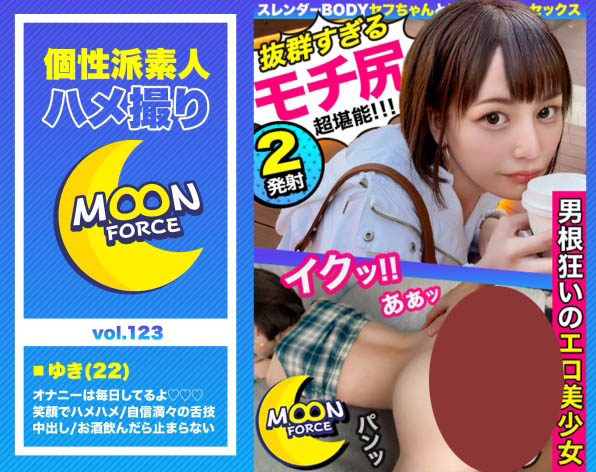 個性派素人
ハメ撮り
MOON
FORCE
vol.123
■ゆき(22)
オナニーは毎日してるよ♡♡♡
笑顔でハメハメ/自信満々の舌技
中出し/お酒飲んだら止まらない
スレンダーBODYセフちゃんと
セックス
抜群すぎる
モチ尻
超堪能!!!
2
発射
男根狂いのエロ美少女
イクッ!!
あぁッ
パンッ
MOON
FORCE